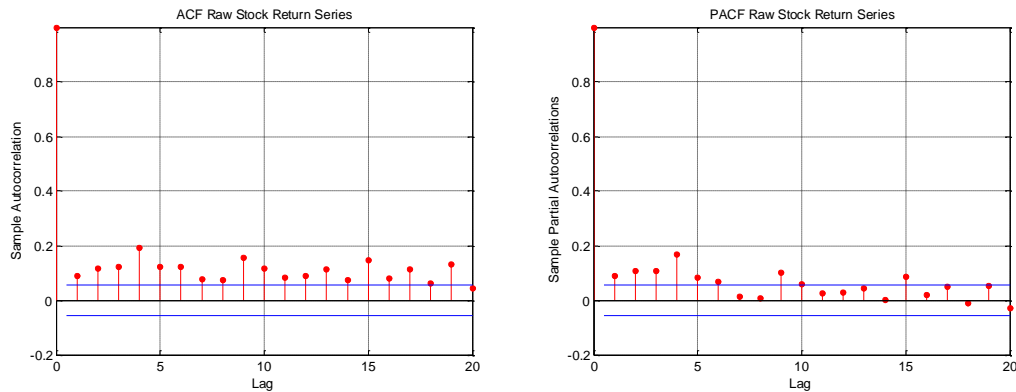 ACF Raw Stock Return Series
Sample Autocorrelation
0.8
0.6
0.4
0.2
0
-0.2
0 5 10 15 20
Lag
PACF Raw Stock Return Series
Sample Partial Autocorrelations
0.8
0.6
0.4
0.2
0
-0.2
0 5 10 15 20
Lag